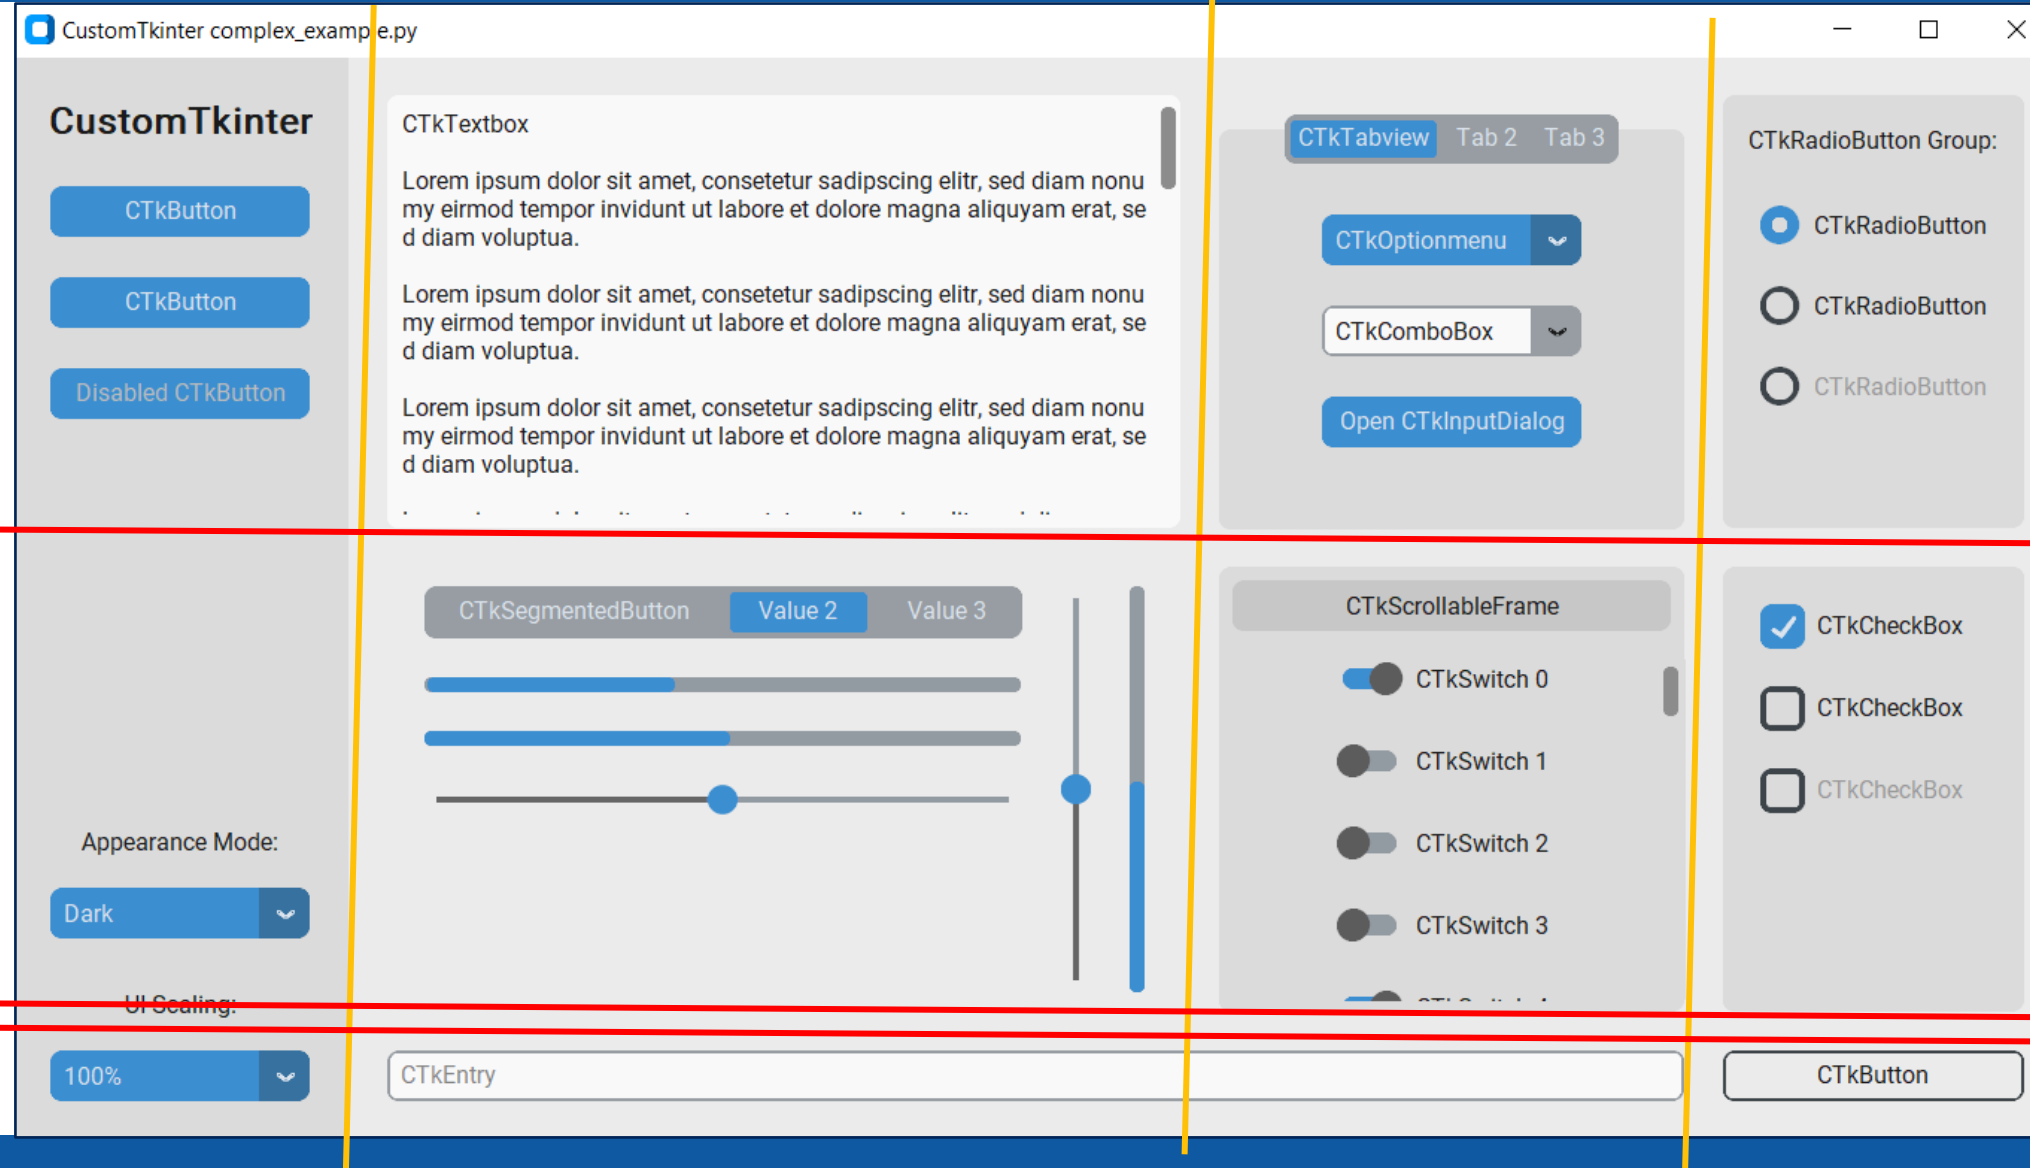 CustomTkinter complex_example.py
CustomTkinter
CTkButton
CTkButton
Disabled CTkButton
Appearance Mode:
Dark
UI Scaling:
100%
CTkTextbox
Lorem ipsum dolor sit amet, consetetur sadipscing elitr, sed diam nonu
my eirmod tempor invidunt ut labore et dolore magna aliquyam erat, se
d diam voluptua.
Lorem ipsum dolor sit amet, consetetur sadipscing elitr, sed diam nonu
my eirmod tempor invidunt ut labore et dolore magna aliquyam erat, se
d diam voluptua.
Lorem ipsum dolor sit amet, consetetur sadipscing elitr, sed diam nonu
my eirmod tempor invidunt ut labore et dolore magna aliquyam erat, se
d diam voluptua.
CTkTabview Tab 2 Tab 3
CTkOptionmenu
CTkComboBox
Open CTkInputDialog
CTkRadioButton Group:
CTkRadioButton
CTkRadioButton
CTkRadioButton
CTkSegmentedButton Value 2 Value 3
CTkScrollableFrame
CTkSwitch 0
CTkSwitch 1
CTkSwitch 2
CTkSwitch 3
CTkCheckBox
CTkCheckBox
CTkCheckBox
CTkEntry
CTkButton